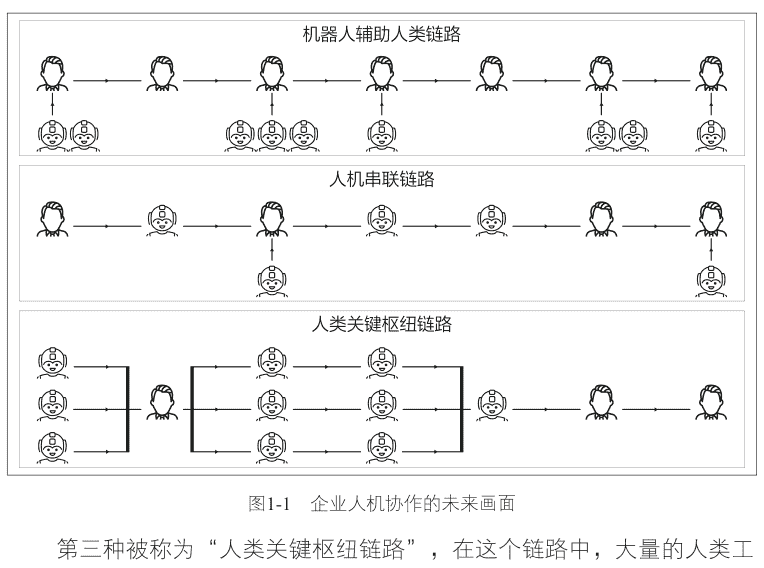 机器人辅助人类链路
人机串联链路
人类关键枢纽链路
图1-1 企业人机协作的未来画面
第三种被称为“人类关键枢纽链路”，在这个链路中，大量的人类工